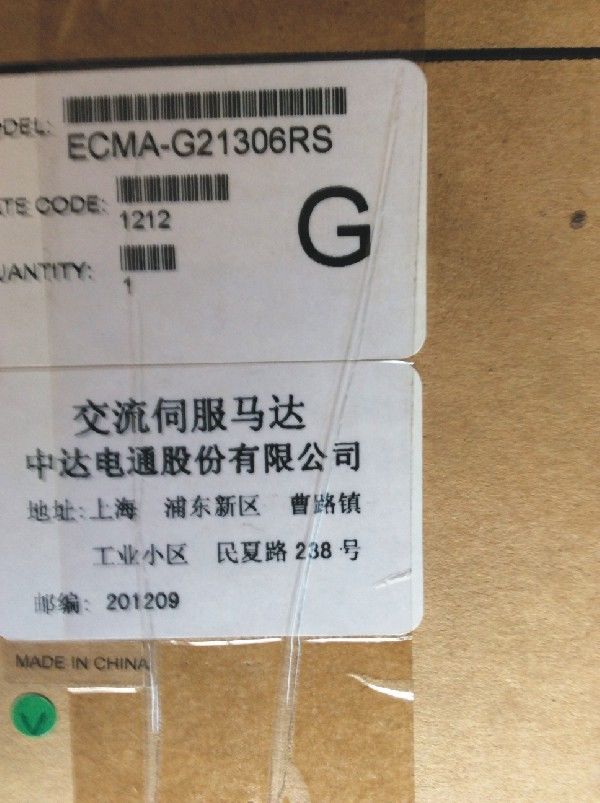 ODEL:
ECMA-G21306RS
ATE CODE:
1212
G
UANTITY:
1
交流伺服马达
中达电通股份有限公司
地址:上海 浦东新区 曹路镇
工业小区 民夏路 238 号
邮编: 201209
MADE IN CHINA
V